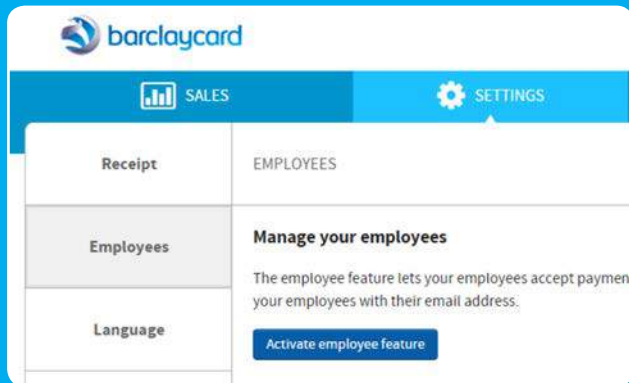 barclaycard
SALES
SETTINGS
Receipt
Employees
Language
EMPLOYEES
Manage your employees
The employee feature lets your employees accept
your employees with their email address.
Activate employee feature